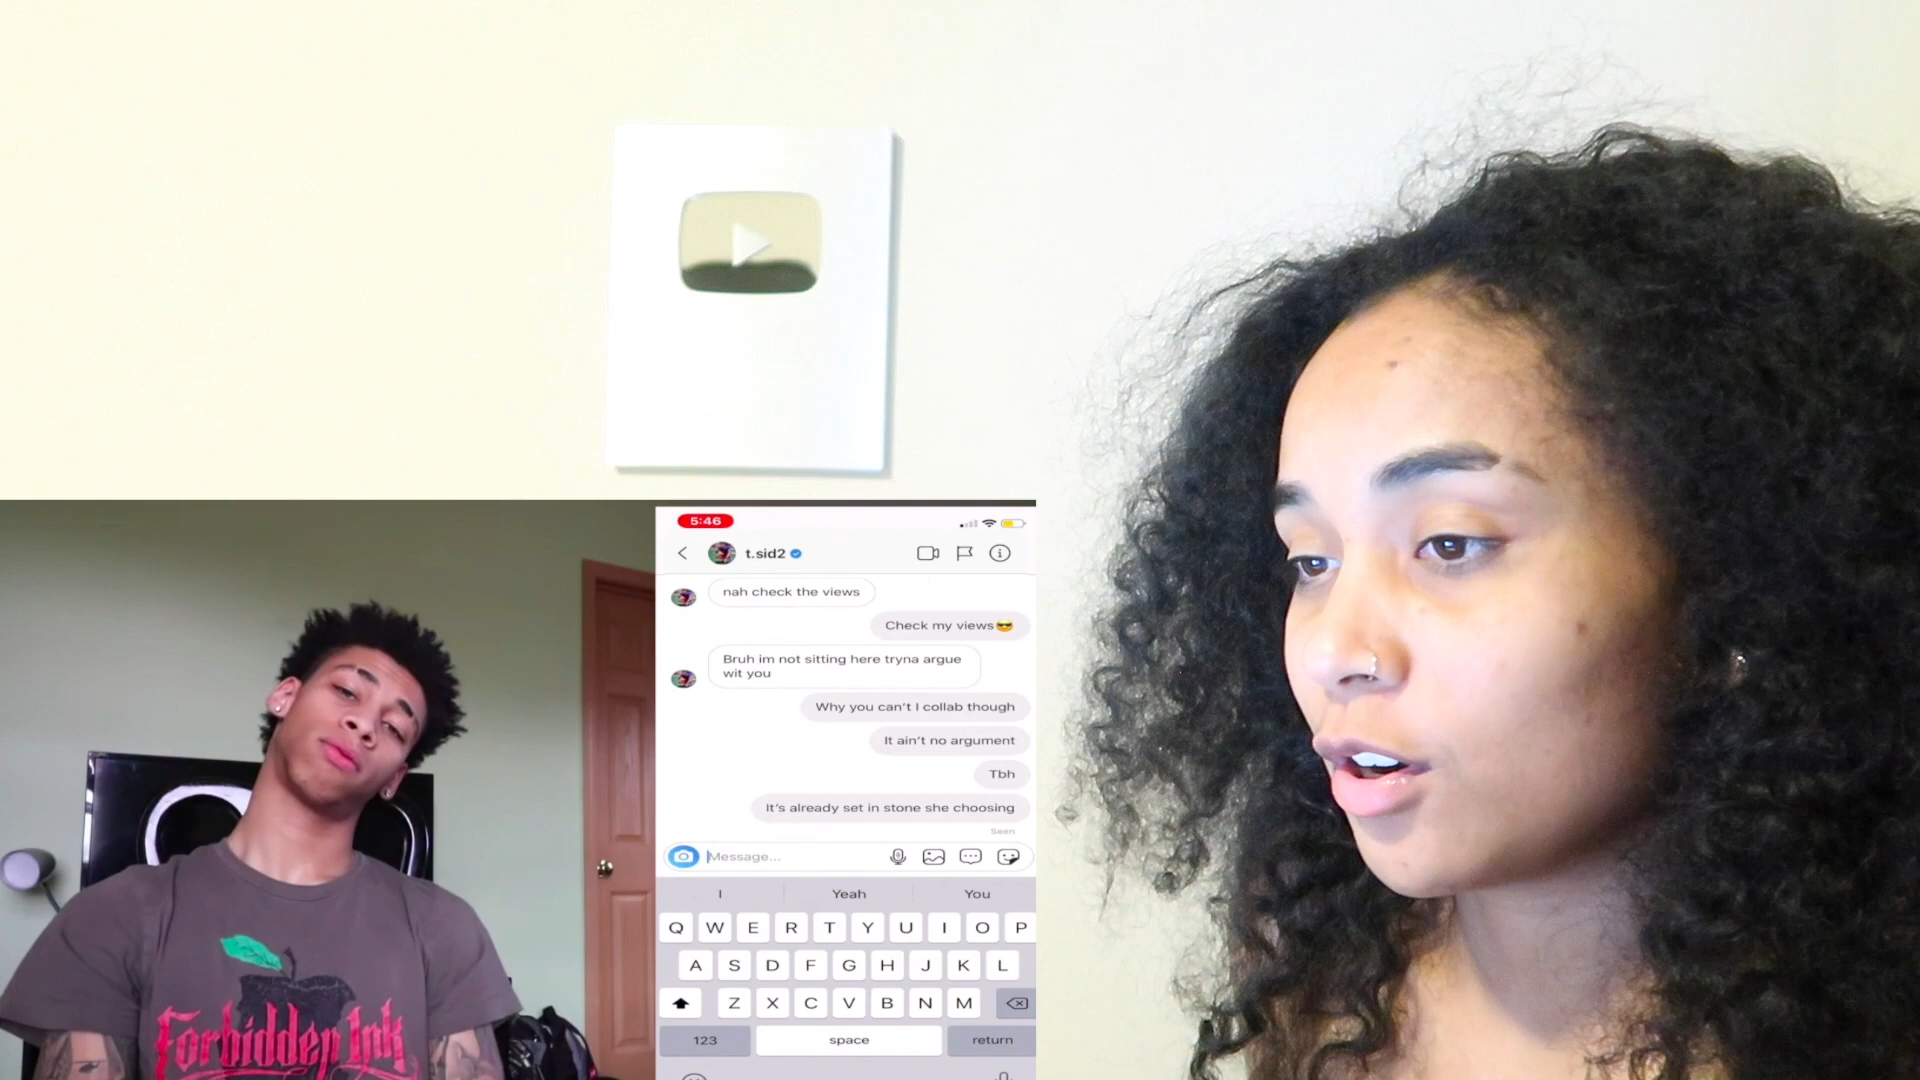 5:46
t.sid2
nah check the views
Check my views😎
Bruh im not sitting here tryna argue
wit you
Why you can't I collab though
It ain't no argument
Tbh
It's already set in stone she choosing
Seen
Message...
I Yeah You
Q W E R T Y U I O P
A S D F G H J K L
Z X C V B N M
123 space return
Forbidden Ink